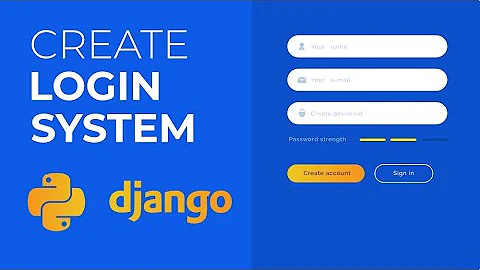 CREATE
LOGIN
SYSTEM
django
Your name
Your e-mail
Create password
Password strength
Create account
Sign in